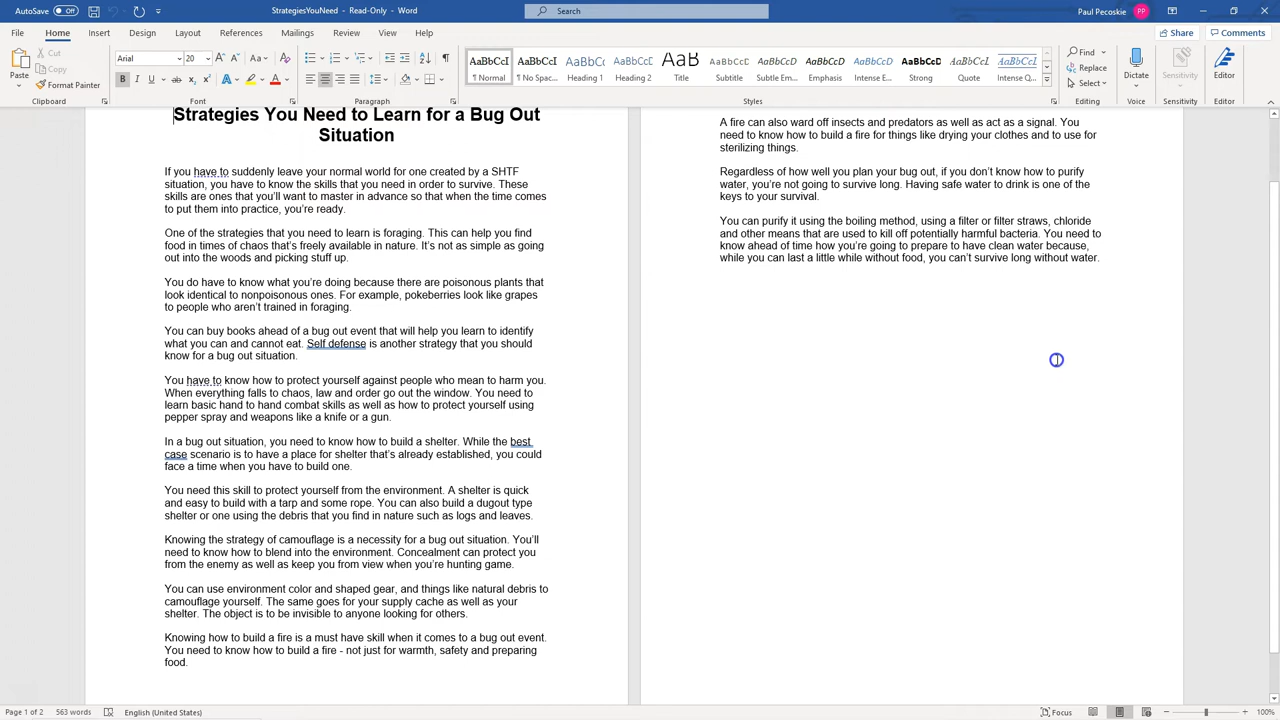 AutoSave Off
StrategiesYouNeed - Read-Only - Word
Search
Paul Pecoskie PP
File Home Insert Design Layout References Mailings Review View Help
Share Comments
Paste
Cut
Copy
Format Painter
Clipboard
Arial 20
Font
Paragraph
AaBbCcI AaBbCcI AaBbCc AaBbCcI AaB AaBbCcI AaBbCcI AaBbCcI AaBbCcI AaBbCcI AaBbCcI AaBbCcI
¶ Normal ¶ No Spac... Heading 1 Heading 2 Title Subtitle Subtle Em... Emphasis Intense E... Strong Quote Intense Q...
Styles
Find
Replace
Select
Editing
Dictate
Voice
Sensitivity
Sensitivity
Editor
Editor
Strategies You Need to Learn for a Bug Out
Situation
If you have to suddenly leave your normal world for one created by a SHTF
situation, you have to know the skills that you need in order to survive. These
skills are ones that you'll want to master in advance so that when the time comes
to put them into practice, you're ready.
One of the strategies that you need to learn is foraging. This can help you find
food in times of chaos that's freely available in nature. It's not as simple as going
out into the woods and picking stuff up.
You do have to know what you're doing because there are poisonous plants that
look identical to nonpoisonous ones. For example, pokeberries look like grapes
to people who aren't trained in foraging.
You can buy books ahead of a bug out event that will help you learn to identify
what you can and cannot eat. Self defense is another strategy that you should
know for a bug out situation.
You have to know how to protect yourself against people who mean to harm you.
When everything falls to chaos, law and order go out the window. You need to
learn basic hand to hand combat skills as well as how to protect yourself using
pepper spray and weapons like a knife or a gun.
In a bug out situation, you need to know how to build a shelter. While the best
case scenario is to have a place for shelter that's already established, you could
face a time when you have to build one.
You need this skill to protect yourself from the environment. A shelter is quick
and easy to build with a tarp and some rope. You can also build a dugout type
shelter or one using the debris that you find in nature such as logs and leaves.
Knowing the strategy of camouflage is a necessity for a bug out situation. You'll
need to know how to blend into the environment. Concealment can protect you
from the enemy as well as keep you from view when you're hunting game.
You can use environment color and shaped gear, and things like natural debris to
camouflage yourself. The same goes for your supply cache as well as your
shelter. The object is to be invisible to anyone looking for others.
Knowing how to build a fire is a must have skill when it comes to a bug out event.
You need to know how to build a fire - not just for warmth, safety and preparing
food.
A fire can also ward off insects and predators as well as act as a signal. You
need to know how to build a fire for things like drying your clothes and to use for
sterilizing things.
Regardless of how well you plan your bug out, if you don't know how to purify
water, you're not going to survive long. Having safe water to drink is one of the
keys to your survival.
You can purify it using the boiling method, using a filter or filter straws, chloride
and other means that are used to kill off potentially harmful bacteria. You need to
know ahead of time how you're going to prepare to have clean water because,
while you can last a little while without food, you can't survive long without water.
Page 1 of 2 563 words English (United States) Focus 100%